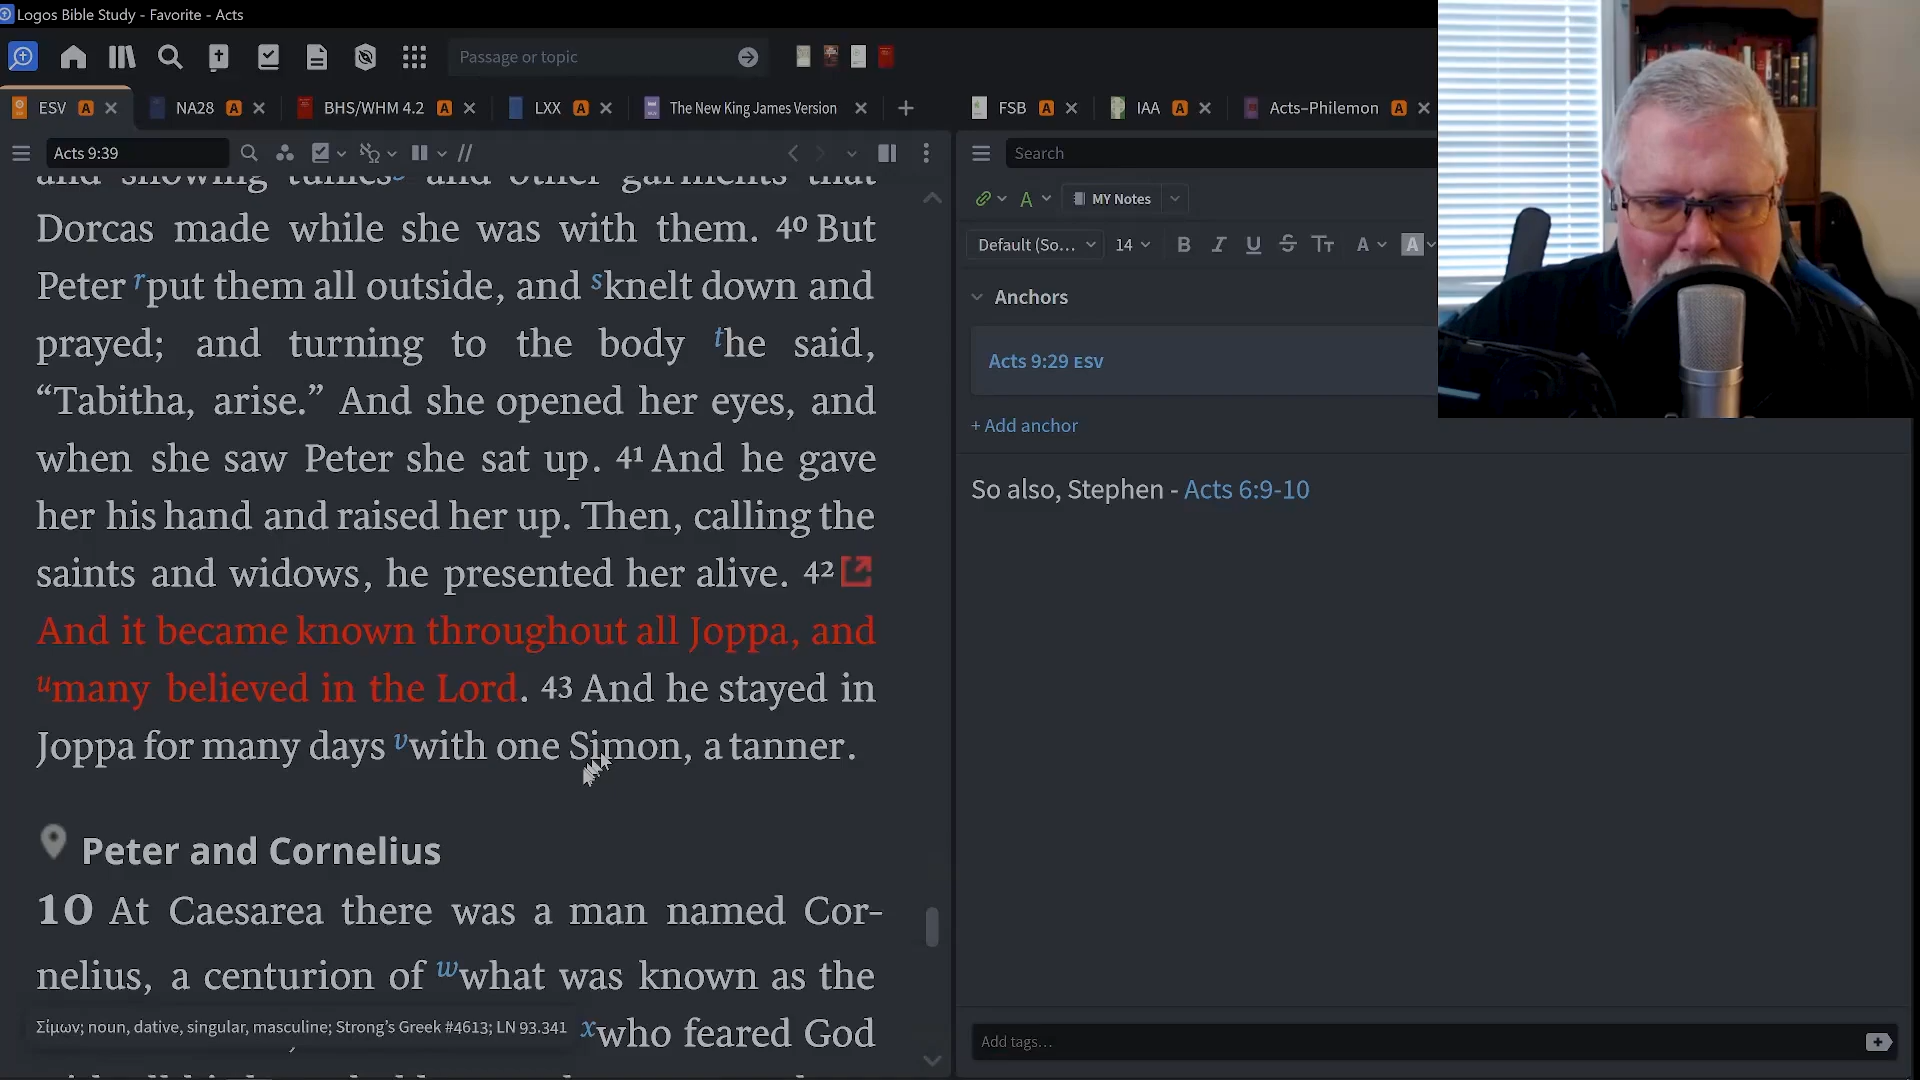 Logos Bible Study - Favorite - Acts
Passage or topic
ESV A
NA28 A
BHS/WHM 4.2 A
LXX A
The New King James Version
FSB A
IAA A
Acts–Philemon A
Acts 9:39
Search
MY Notes
Default (So... 14 B I U S Tт A A
and showing tunics and other garments that
Dorcas made while she was with them. 40 But
Peter rput them all outside, and sknelt down and
prayed; and turning to the body the said,
“Tabitha, arise.” And she opened her eyes, and
when she saw Peter she sat up. 41 And he gave
her his hand and raised her up. Then, calling the
saints and widows, he presented her alive. 42
And it became known throughout all Joppa, and
umany believed in the Lord. 43 And he stayed in
Joppa for many days vwith one Simon, a tanner.
Peter and Cornelius
10 At Caesarea there was a man named Cor-
nelius, a centurion of wwhat was known as the
xwho feared God
Σίμων; noun, dative, singular, masculine; Strong’s Greek #4613; LN 93.341
Anchors
Acts 9:29 ESV
+ Add anchor
So also, Stephen - Acts 6:9-10
Add tags...